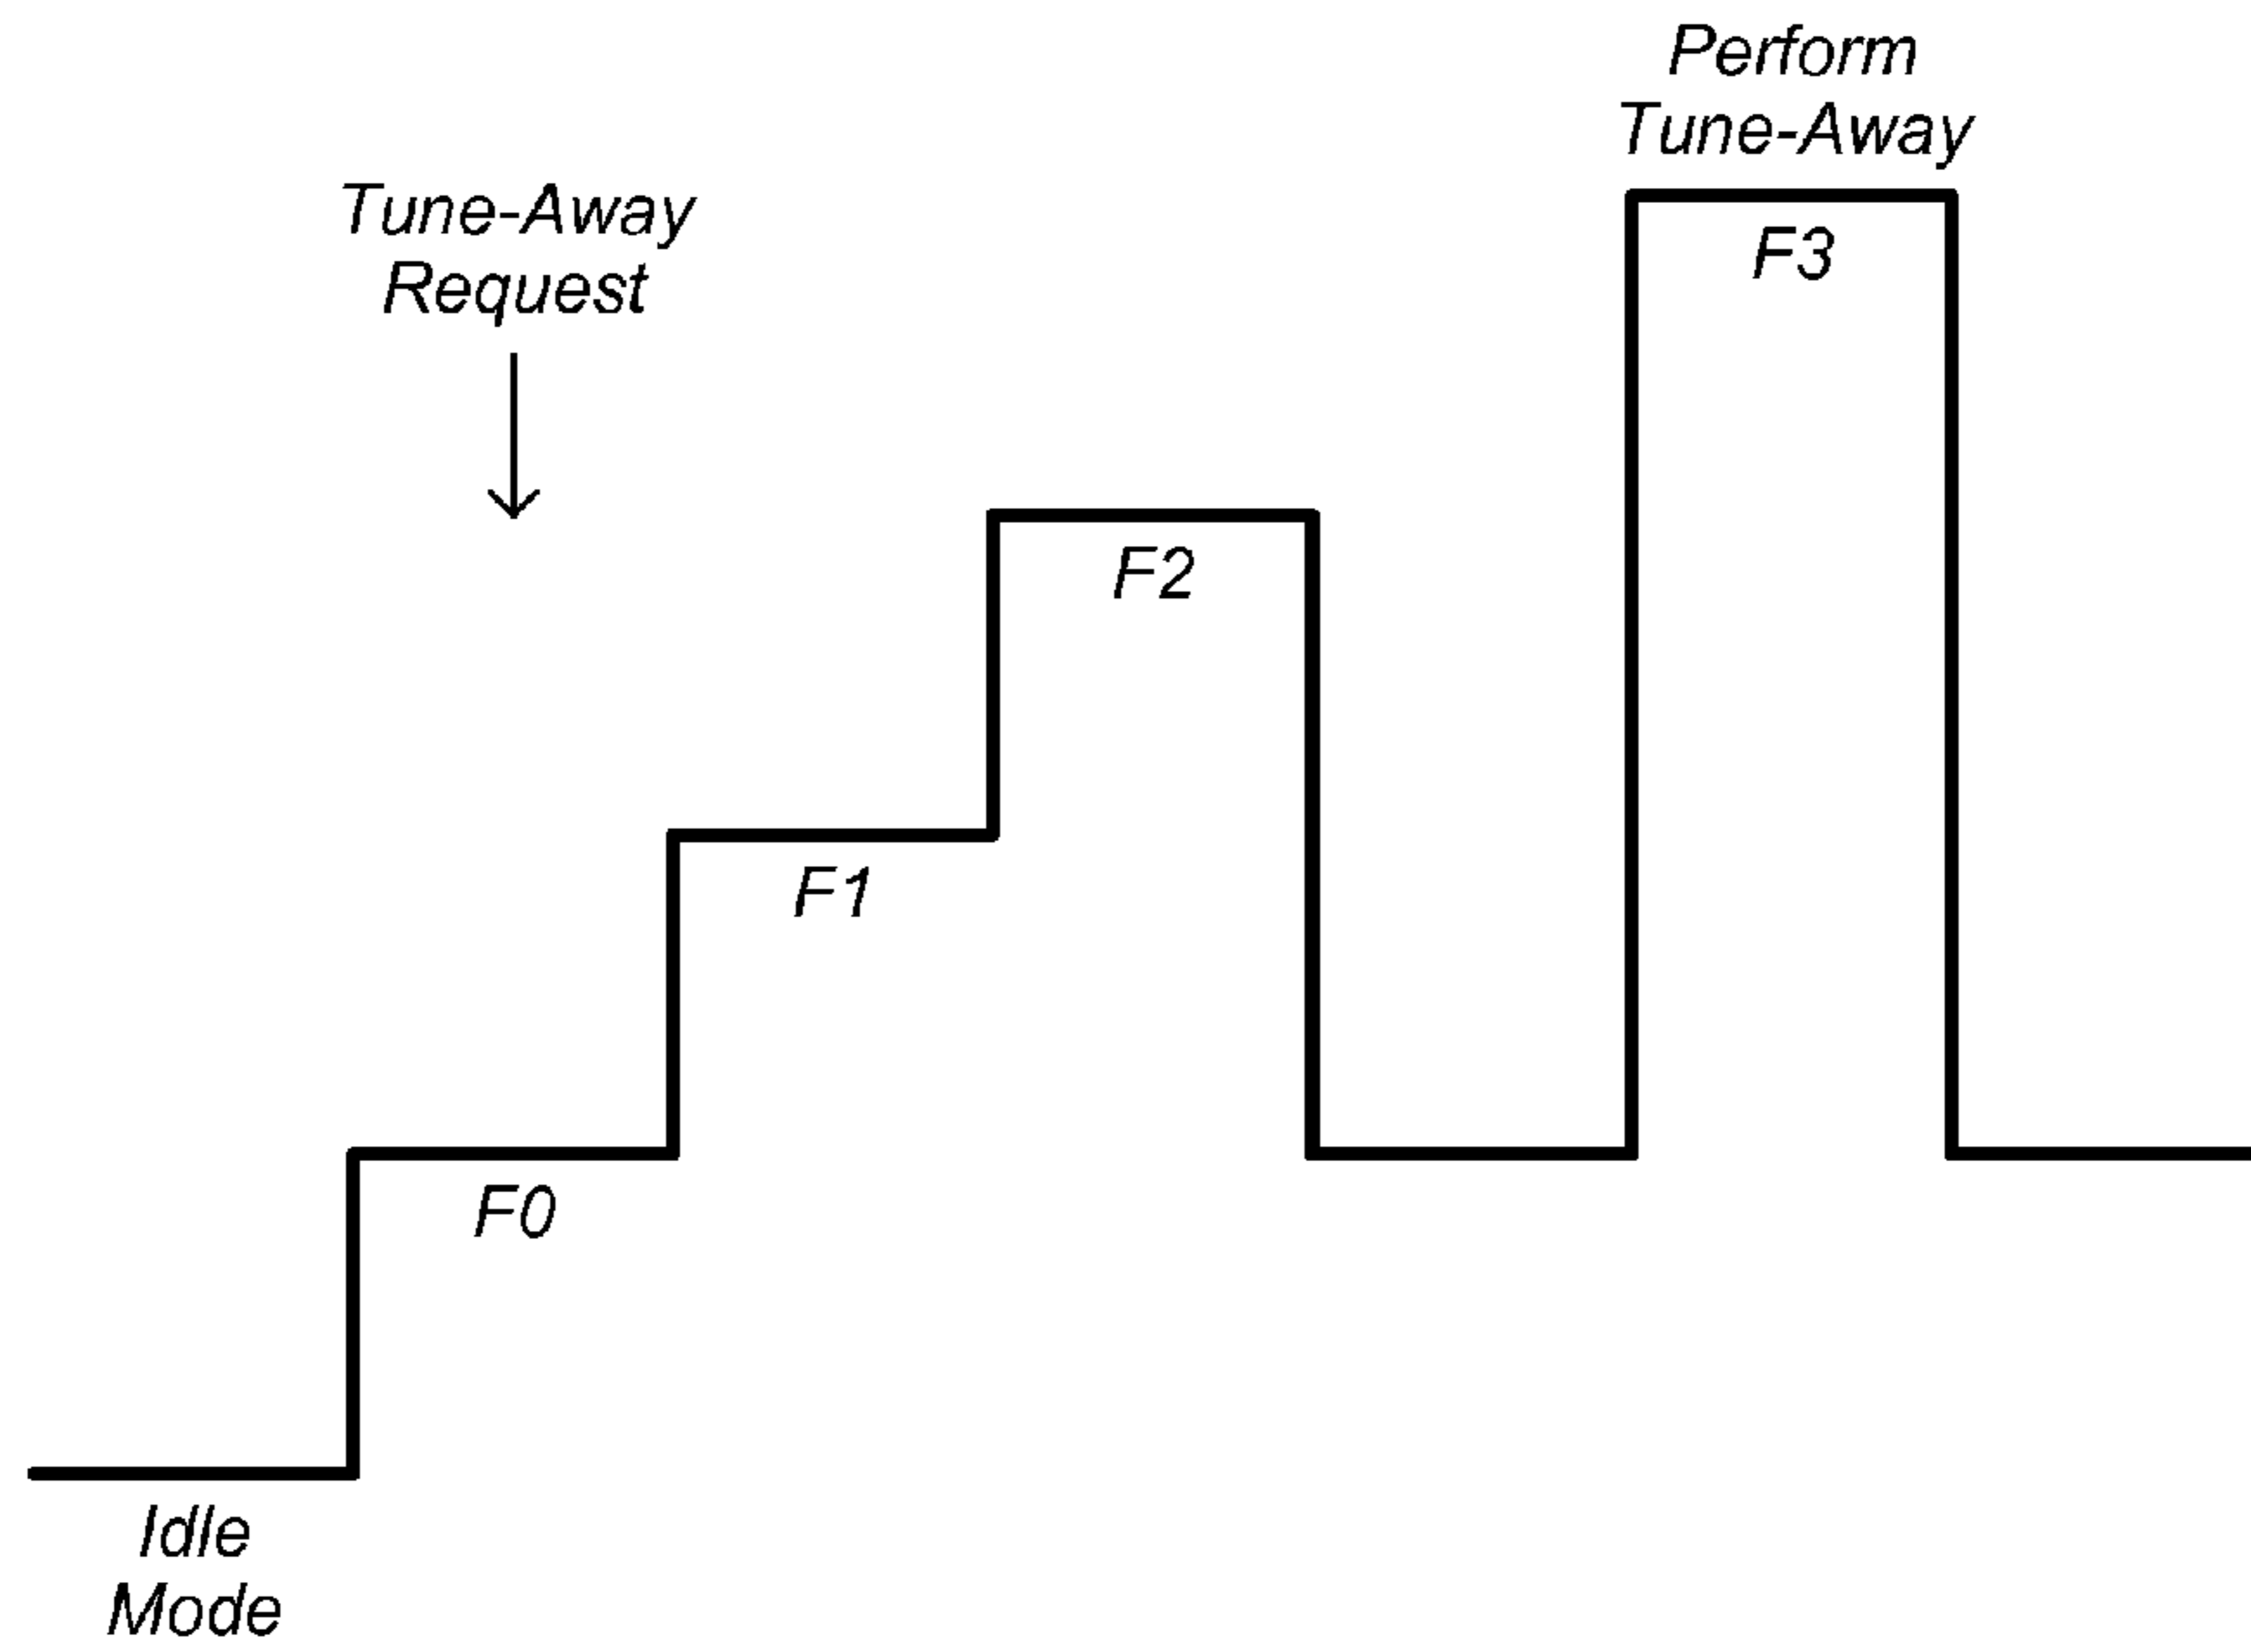 Perform
Tune-Away
Tune-Away
Request
F3
F2
F1
F0
Idle
Mode